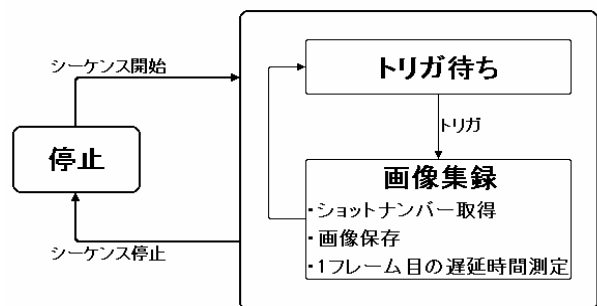 シーケンス開始
停止
シーケンス停止
トリガ待ち
トリガ
画像集録
・ショットナンバー取得
・画像保存
・1フレーム目の遅延時間測定